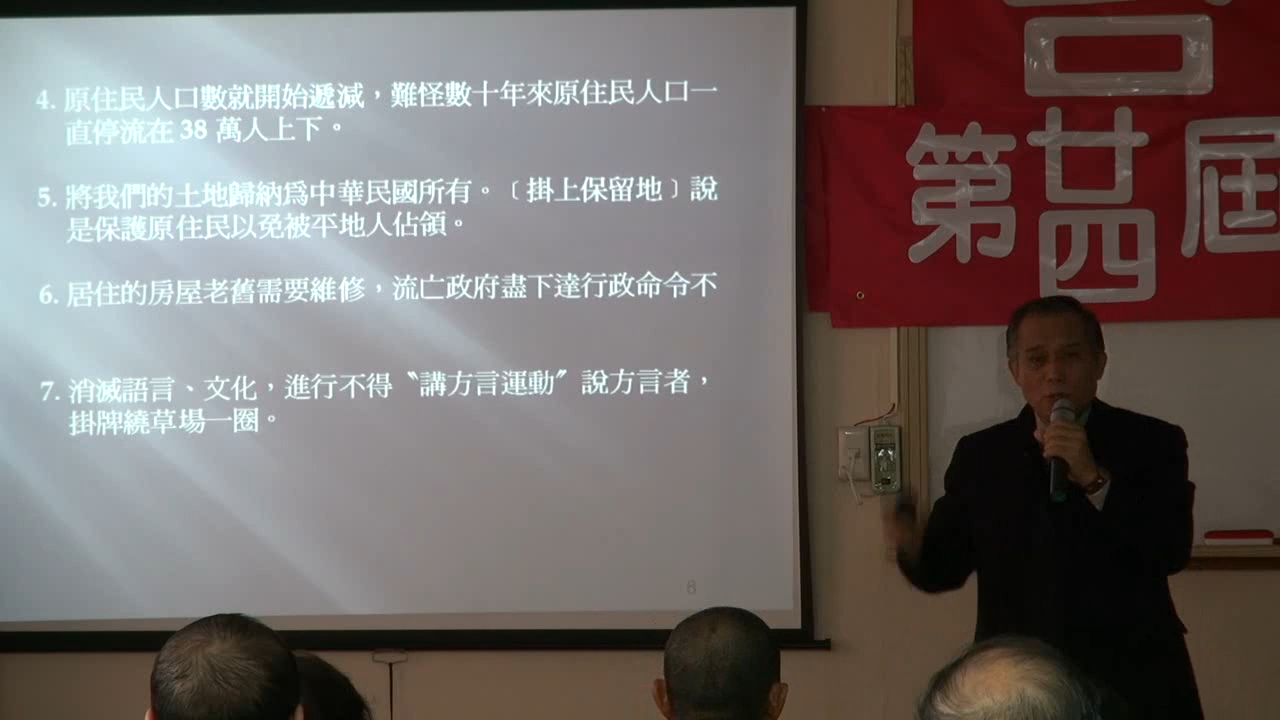 4. 原住民人口數就開始遞減，難怪數十年來原住民人口一
直停流在 38 萬人上下。
5. 將我們的土地歸納為中華民國所有。〔掛上保留地〕說
是保護原住民以免被平地人佔領。
6. 居住的房屋老舊需要維修，流亡政府盡下達行政命令不
7. 消滅語言、文化，進行不得〝講方言運動〞說方言者，
掛牌繞草場一圈。
8
第廿四屆